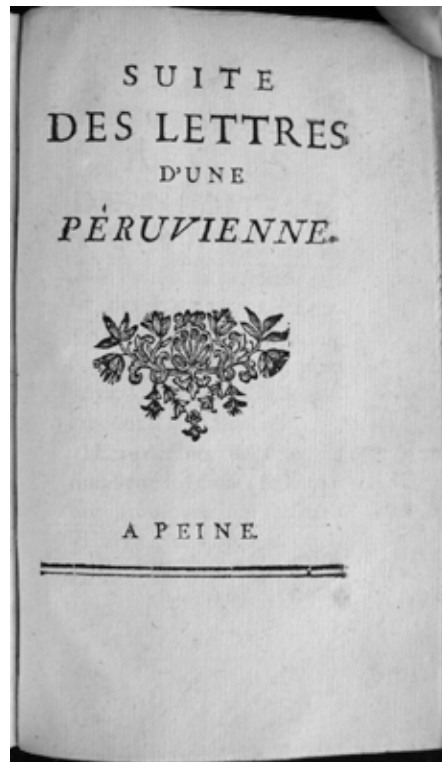 SUITE
DES LETTRES
D'UNE
PÉRUVIENNE.
A PEINE.